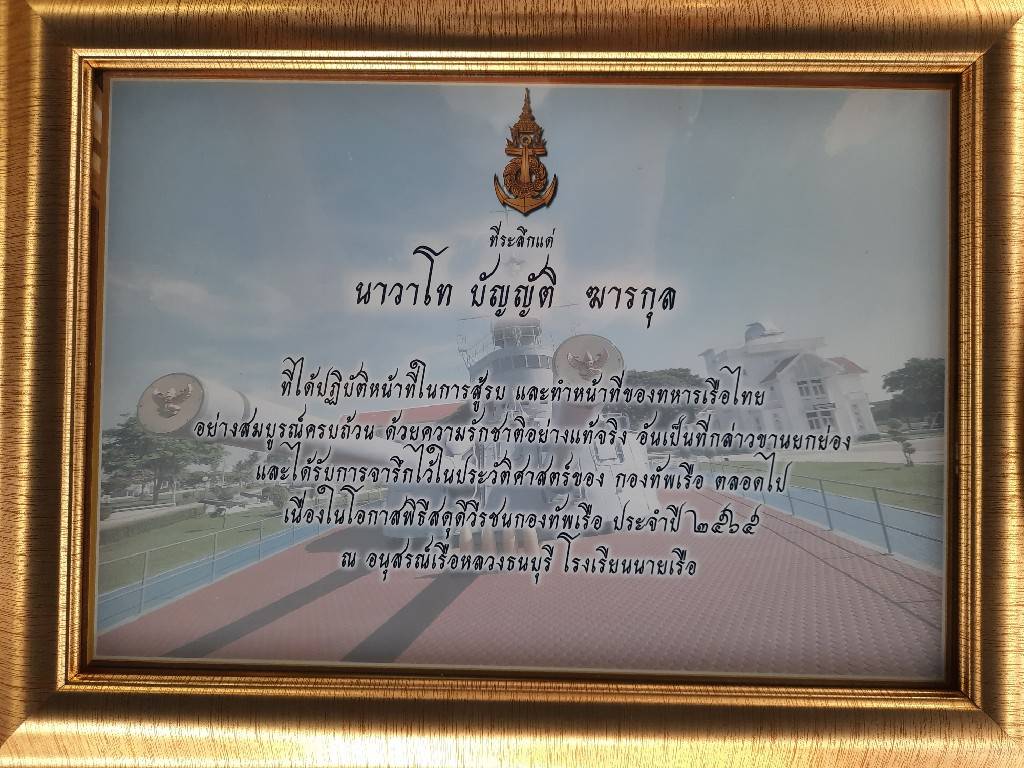 ที่ระลึกแด่
นาวาโท บัญญัติ ฆารกุล
ที่ได้ปฏิบัติหน้าที่ในการสู้รบ และทำหน้าที่ของทหารเรือไทย
อย่างสมบูรณ์ครบถ้วน ด้วยความรักชาติอย่างแท้จริง อันเป็นที่กล่าวขานยกย่อง
และได้รับการจารึกไว้ในประวัติศาสตร์ของ กองทัพเรือ ตลอดไป
เนื่องในโอกาสพิธีสดุดีวีรชนกองทัพเรือ ประจำปี ๒๕๖๕
ณ อนุสรณ์เรือหลวงธนบุรี โรงเรียนนายเรือ